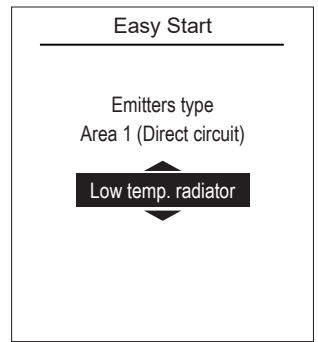 Easy Start
Emitters type
Area 1 (Direct circuit)
Low temp. radiator